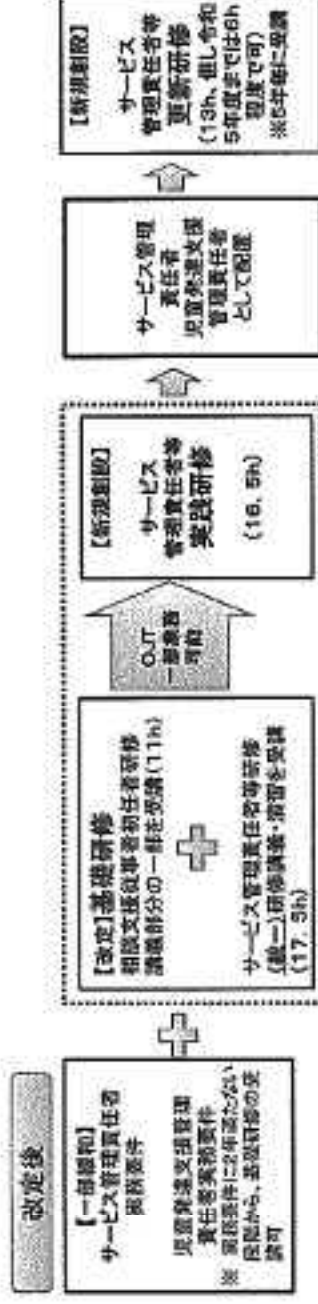 改定後
【一部緩和】
サービス管理責任者
実務要件
児童発達支援管理
責任者実務要件
※ 実務要件に2年満たない
段階から、基礎研修の受
講可
【改定】基礎研修
相談支援従事者初任者研修
講義部分の一部を受講(11h)
サービス管理責任者等研修
(統一)研修講義・演習を受講
(17.5h)
OJT
一部業務
可能
【新規創設】
サービス
管理責任者等
実践研修
(16.5h)
サービス管理
責任者
児童発達支援
管理責任者
として配置
【新規創設】
サービス
管理責任者等
更新研修
(13h、但し令和
5年度までは6h
程度で可)
※5年毎に受講